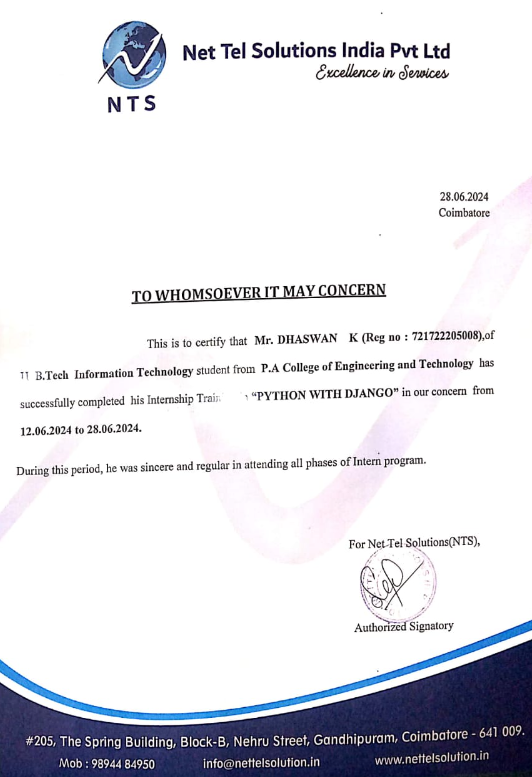 Net Tel Solutions India Pvt Ltd
Excellence in Services
NTS
28.06.2024
Coimbatore
TO WHOMSOEVER IT MAY CONCERN
This is to certify that Mr. DHASWAN K (Reg no : 721722205008),of
II B.Tech Information Technology student from P.A College of Engineering and Technology has
successfully completed his Internship "PYTHON WITH DJANGO" in our concern from
12.06.2024 to 28.06.2024.
During this period, he was sincere and regular in attending all phases of Intern program.
For Net Tel Solutions(NTS),
Authorized Signatory
#205, The Spring Building, Block-B, Nehru Street, Gandhipuram, Coimbatore - 641 009.
Mob : 98944 84950 info@nettelsolution.in www.nettelsolution.in